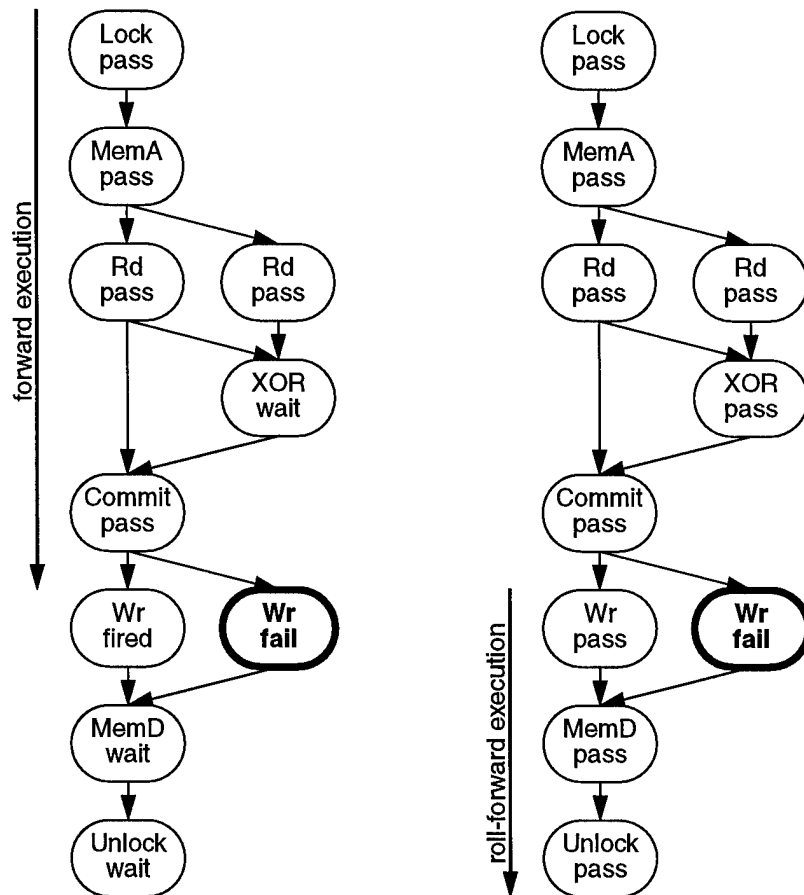 Lock
pass
MemA
pass
Rd
pass
Rd
pass
XOR
wait
Commit
pass
Wr
fired
Wr
fail
MemD
wait
Unlock
wait
forward execution
Lock
pass
MemA
pass
Rd
pass
Rd
pass
XOR
pass
Commit
pass
Wr
pass
Wr
fail
MemD
pass
Unlock
pass
roll-forward execution